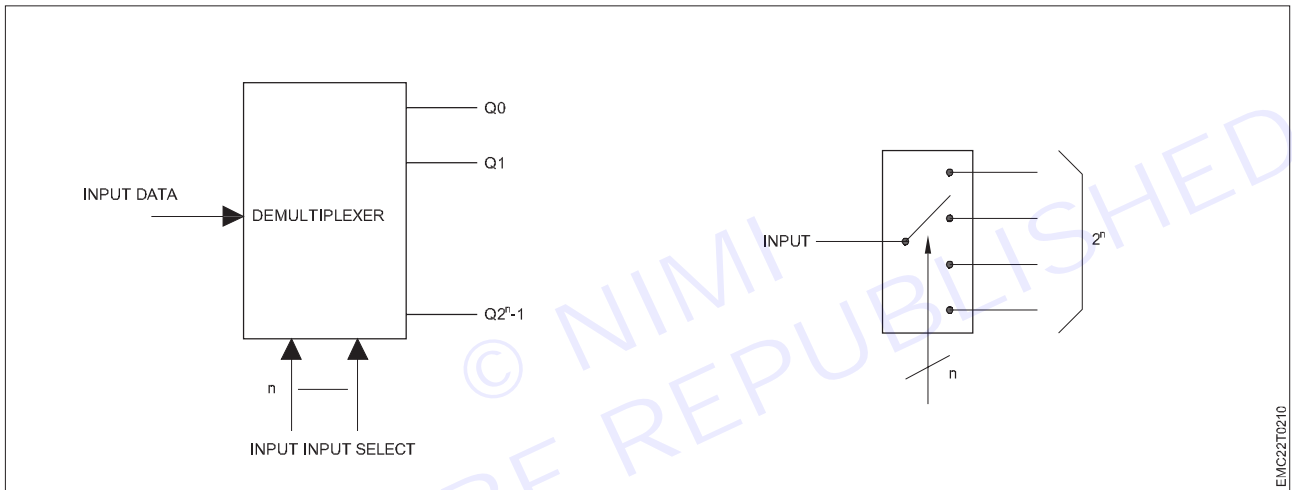 Q0
Q1
INPUT DATA
DEMULTIPLEXER
Q2ⁿ-1
n
INPUT INPUT SELECT
INPUT
2ⁿ
n
© NIMI
BE REPUBLISHED
EMC22T0210